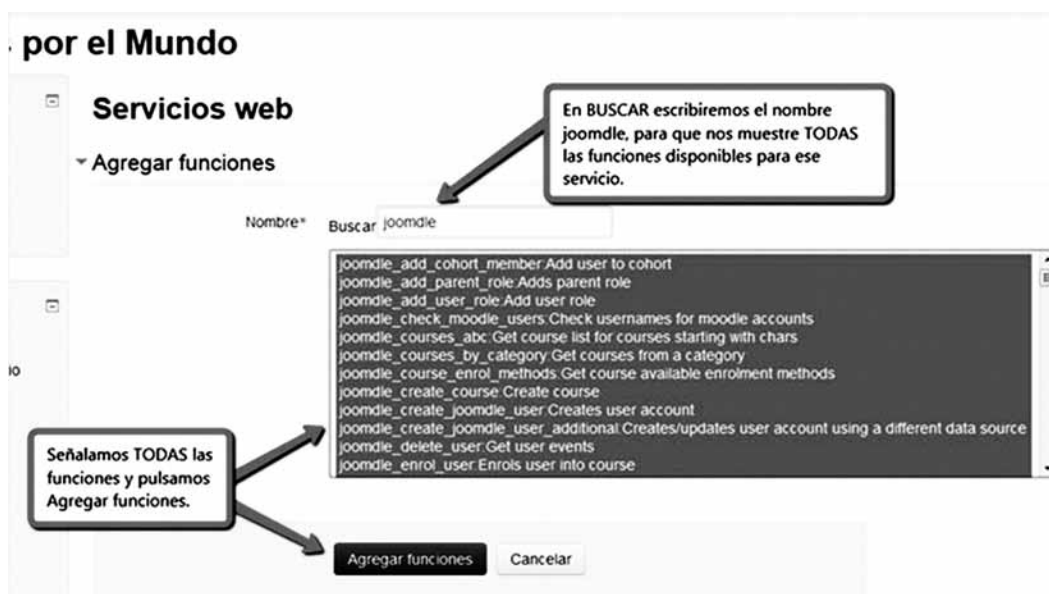 por el Mundo
Servicios web
Agregar funciones
En BUSCAR escribiremos el nombre
joomdle, para que nos muestre TODAS
las funciones disponibles para ese
servicio.
Nombre*
Buscar joomdle
joomdle_add_cohort_member:Add user to cohort
joomdle_add_parent_role:Adds parent role
joomdle_add_user_role:Add user role
joomdle_check_moodle_users:Check usernames for moodle accounts
joomdle_courses_abc:Get course list for courses starting with chars
joomdle_courses_by_category:Get courses from a category
joomdle_course_enrol_methods:Get course available enrolment methods
joomdle_create_course:Create course
joomdle_create_joomdle_user:Creates user account
joomdle_create_joomdle_user_additional:Creates/updates user account using a different data source
joomdle_delete_user:Get user events
joomdle_enrol_user:Enrols user into course
Señalamos TODAS las
funciones y pulsamos
Agregar funciones.
Agregar funciones
Cancelar